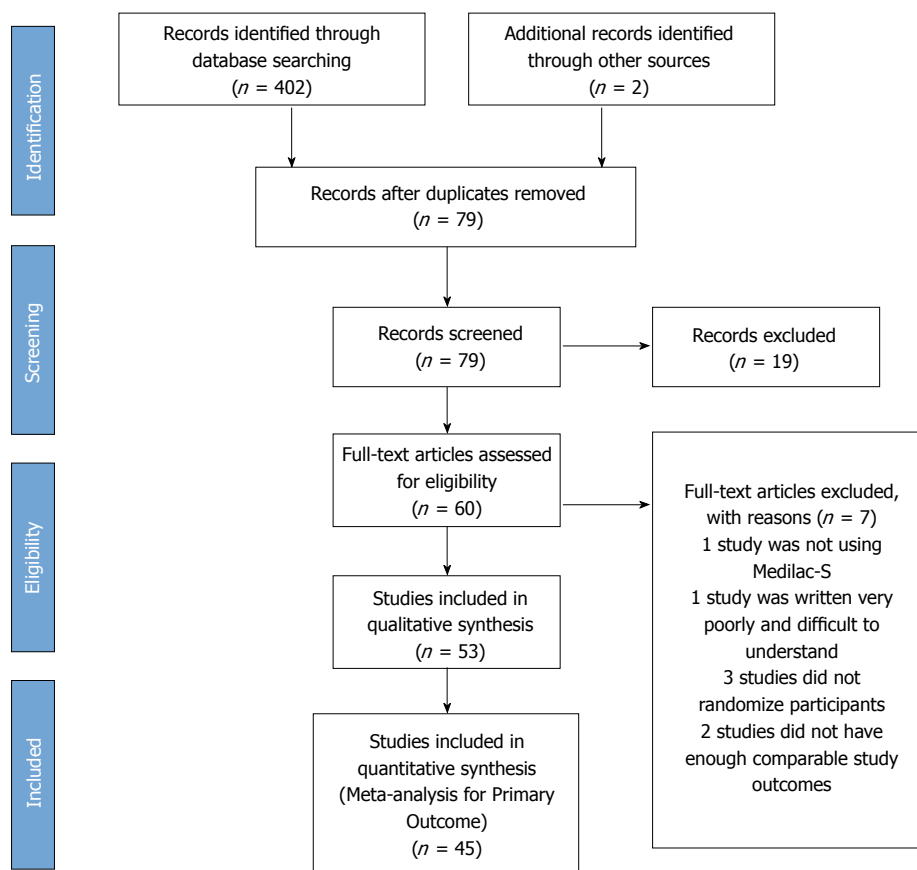 Identification
Records identified through
database searching
(n = 402)
Additional records identified
through other sources
(n = 2)
Records after duplicates removed
(n = 79)
Screening
Records screened
(n = 79)
Records excluded
(n = 19)
Eligibility
Full-text articles assessed
for eligibility
(n = 60)
Full-text articles excluded,
with reasons (n = 7)
1 study was not using
Medilac-S
1 study was written very
poorly and difficult to
understand
3 studies did not
randomize participants
2 studies did not have
enough comparable study
outcomes
Studies included in
qualitative synthesis
(n = 53)
Included
Studies included in
quantitative synthesis
(Meta-analysis for Primary
Outcome)
(n = 45)